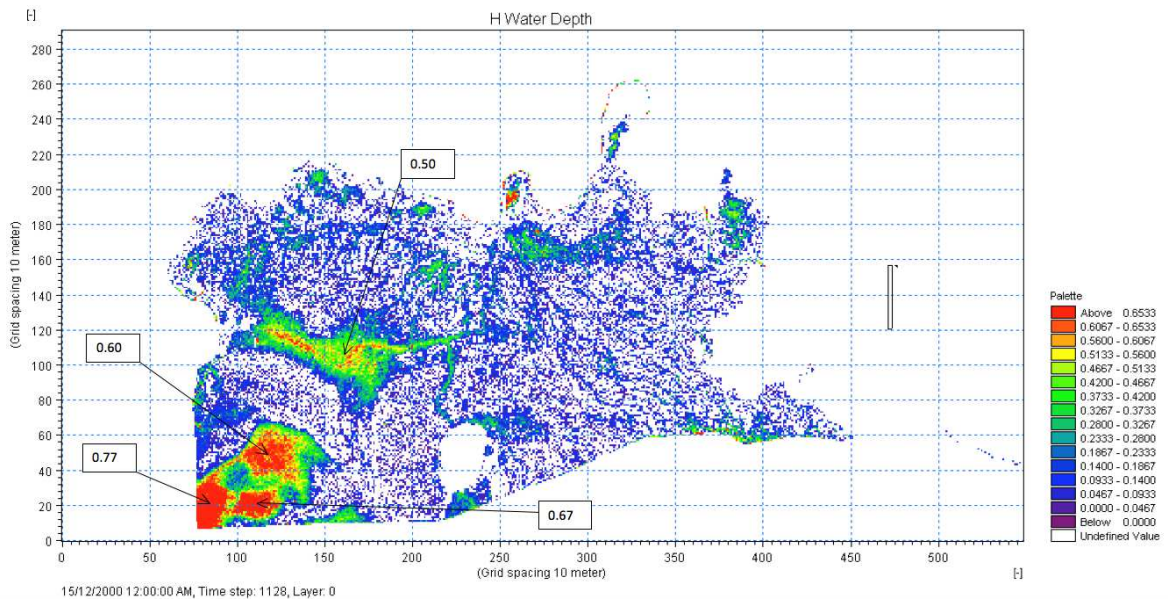 [-]
H Water Depth
280
260
240
220
200
180
160
140
120
100
80
60
40
20
0
(Grid spacing 10 meter)
0.50
0.60
0.77
0.67
0 50 100 150 200 250 300 350 400 450 500
(Grid spacing 10 meter) [-]
15/12/2000 12:00:00 AM, Time step: 1128, Layer: 0
Palette
Above 0.6533
0.6067 - 0.6533
0.5600 - 0.6067
0.5133 - 0.5600
0.4667 - 0.5133
0.4200 - 0.4667
0.3733 - 0.4200
0.3267 - 0.3733
0.2800 - 0.3267
0.2333 - 0.2800
0.1867 - 0.2333
0.1400 - 0.1867
0.0933 - 0.1400
0.0467 - 0.0933
0.0000 - 0.0467
Below 0.0000
Undefined Value